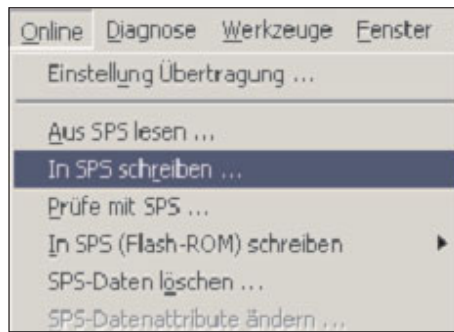 Online Diagnose Werkzeuge Fenster
Einstellung Übertragung ...
Aus SPS lesen ...
In SPS schreiben ...
Prüfe mit SPS ...
In SPS (Flash-ROM) schreiben
SPS-Daten löschen ...
SPS-Datenattribute ändern ...